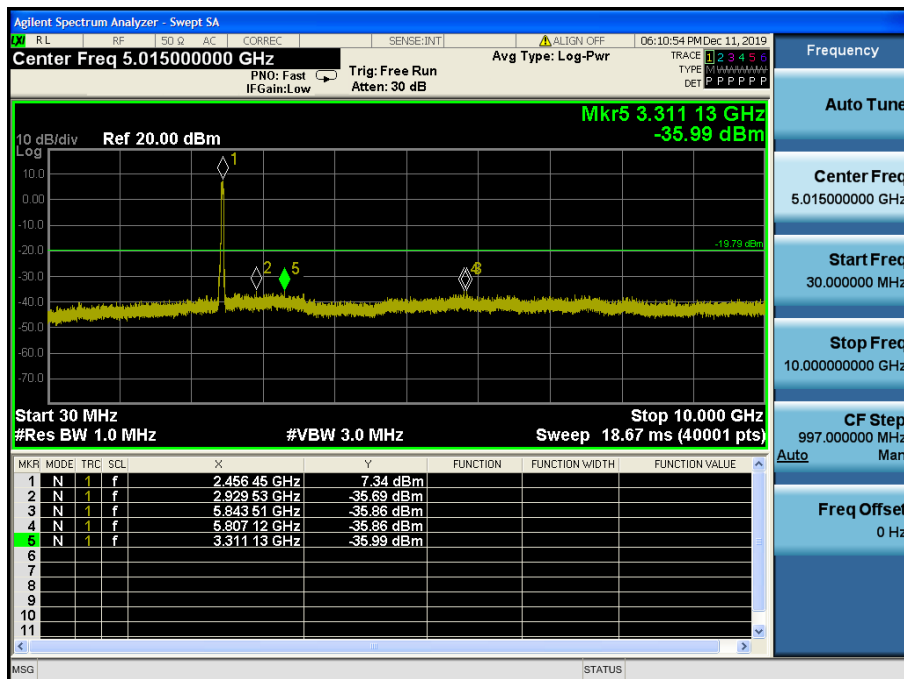 Agilent Spectrum Analyzer - Swept SA
LXI RL RF 50 Ω AC CORREC SENSE:INT ALIGN OFF 06:10:54 PM Dec 11, 2019
Center Freq 5.015000000 GHz
PNO: Fast
IFGain:Low
Trig: Free Run
Atten: 30 dB
Avg Type: Log-Pwr
TRACE 1 2 3 4 5 6
TYPE M W W W W W
DET P P P P P P
Mkr5 3.311 13 GHz
-35.99 dBm
10 dB/div Ref 20.00 dBm
Log
1
10.0
0.00
-10.0
-19.79 dBm
-20.0
2 5
-30.0
-40.0
-50.0
-60.0
-70.0
Start 30 MHz Stop 10.000 GHz
#Res BW 1.0 MHz #VBW 3.0 MHz Sweep 18.67 ms (40001 pts)
MKR MODE TRC SCL X Y FUNCTION FUNCTION WIDTH FUNCTION VALUE
1 N 1 f 2.456 45 GHz 7.34 dBm
2 N 1 f 2.929 53 GHz -35.69 dBm
3 N 1 f 5.843 51 GHz -35.86 dBm
4 N 1 f 5.807 12 GHz -35.86 dBm
5 N 1 f 3.311 13 GHz -35.99 dBm
6
7
8
9
10
11
MSG STATUS
Frequency
Auto Tune
Center Freq
5.015000000 GHz
Start Freq
30.000000 MHz
Stop Freq
10.000000000 GHz
CF Step
997.000000 MHz
Auto Man
Freq Offset
0 Hz